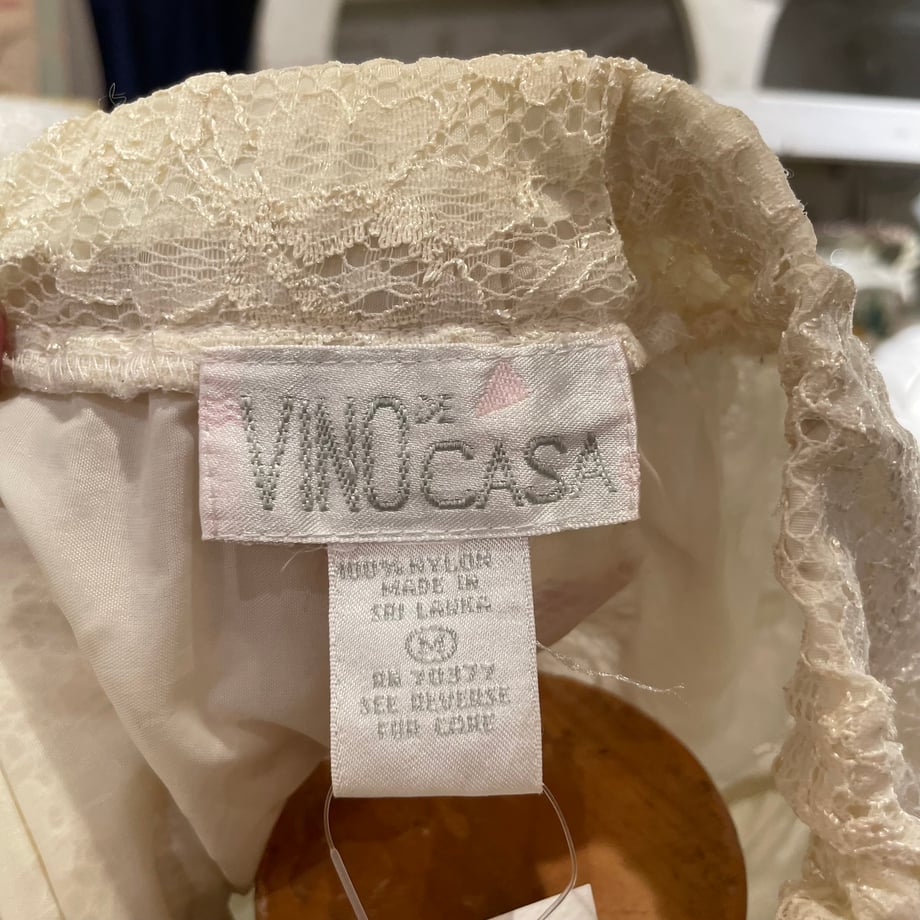 VINO DE
CASA
100% NYLON
MADE IN
SRI LANKA
M
RN 70377
SEE REVERSE
FOR CARE